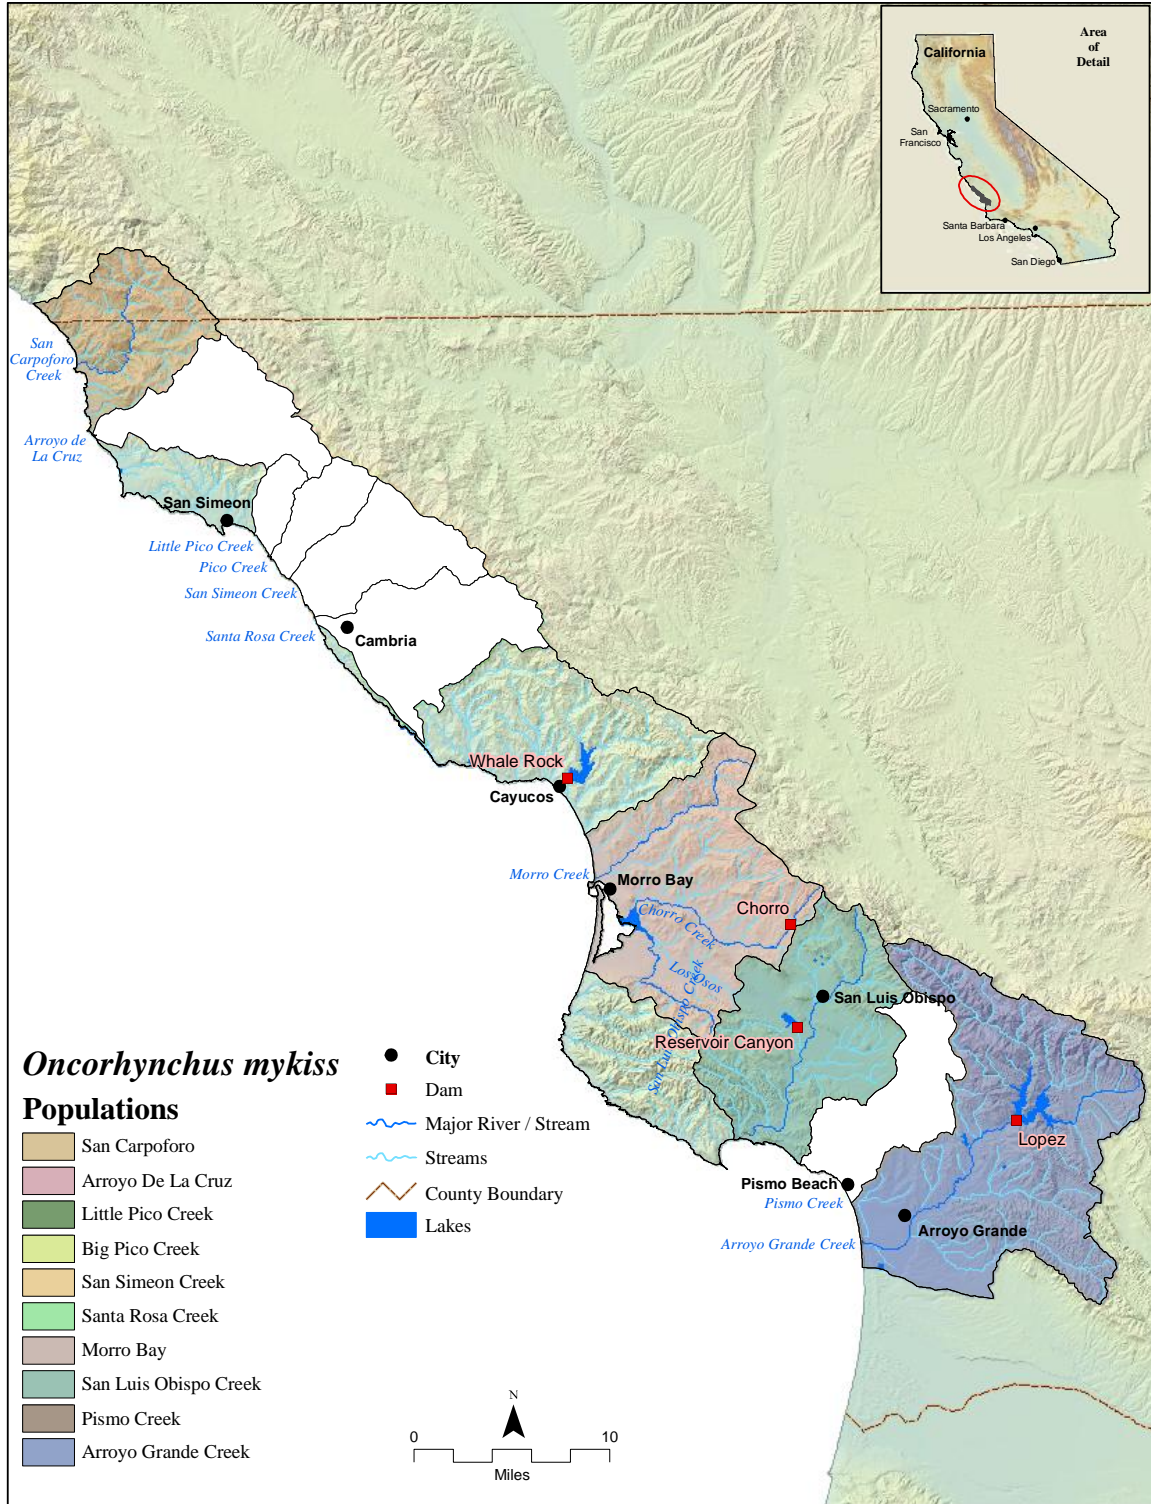 Area
of
Detail
California
Sacramento
San
Francisco
Santa Barbara
Los Angeles
San Diego
San
Carpoforo
Creek
Arroyo de
La Cruz
San Simeon
Little Pico Creek
Pico Creek
San Simeon Creek
Santa Rosa Creek
Cambria
Whale Rock
Cayucos
Morro Creek
Morro Bay
Chorro
Chorro Creek
Los Osos
San Luis Obispo Creek
San Luis Obispo
Reservoir Canyon
Lopez
Pismo Beach
Pismo Creek
Arroyo Grande
Arroyo Grande Creek
Oncorhynchus mykiss
Populations
San Carpoforo
Arroyo De La Cruz
Little Pico Creek
Big Pico Creek
San Simeon Creek
Santa Rosa Creek
Morro Bay
San Luis Obispo Creek
Pismo Creek
Arroyo Grande Creek
City
Dam
Major River / Stream
Streams
County Boundary
Lakes
N
0 10
Miles